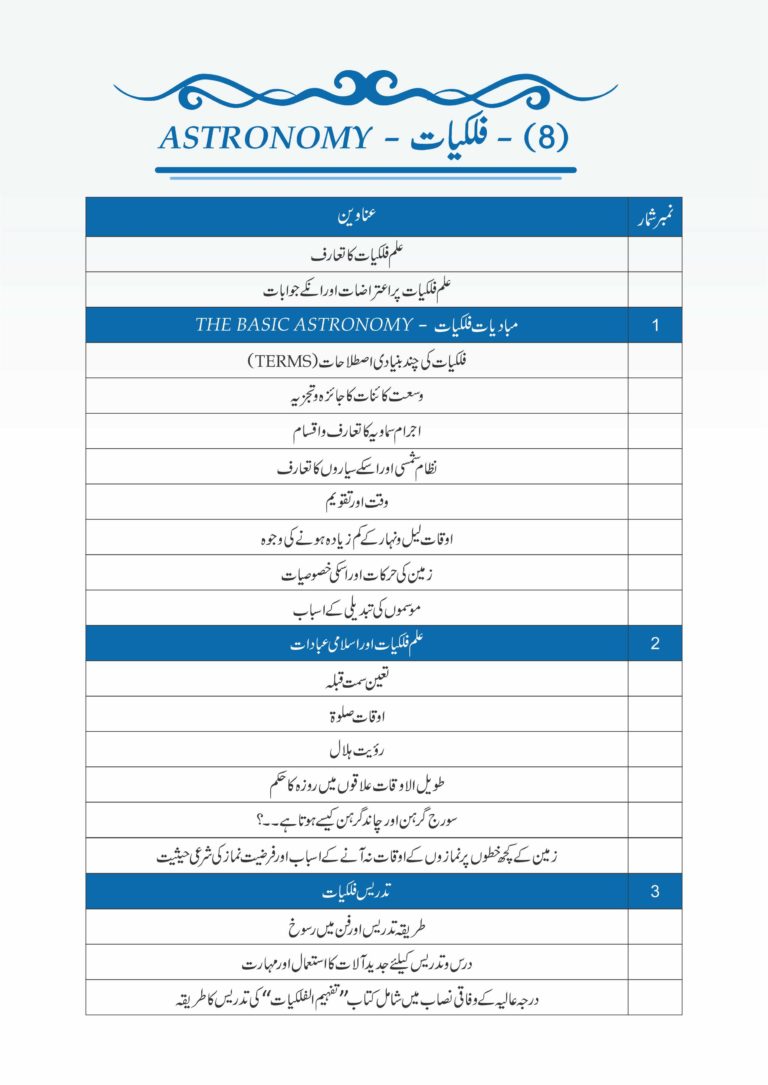 (8) - فلکیات - ASTRONOMY
نمبر شمار عناوین
علم فلکیات کا تعارف
علم فلکیات پر اعتراضات اور انکے جوابات
1 مبادیات فلکیات - THE BASIC ASTRONOMY
فلکیات کی چند بنیادی اصطلاحات (TERMS)
وسعت کائنات کا جائزہ و تجزیہ
اجرام سماویہ کا تعارف و اقسام
نظام شمسی اور اسکے سیاروں کا تعارف
وقت اور تقویم
اوقات لیل و نہار کے کم زیادہ ہونے کی وجوہ
زمین کی حرکات اور اسکی خصوصیات
موسموں کی تبدیلی کے اسباب
2 علم فلکیات اور اسلامی عبادات
تعین سمت قبلہ
اوقات صلوۃ
رؤیت ہلال
طویل الاوقات علاقوں میں روزہ کا حکم
سورج گرہن اور چاند گرہن کیسے ہوتا ہے۔۔؟
زمین کے کچھ خطوں پر نمازوں کے اوقات نہ آنے کے اسباب اور فرضیت نماز کی شرعی حیثیت
3 تدریس فلکیات
طریقہ تدریس اور فن میں رسوخ
درس و تدریس کیلئے جدید آلات کا استعمال اور مہارت
درجہ عالیہ کے وفاقی نصاب میں شامل کتاب ”تفہیم الفلکیات“ کی تدریس کا طریقہ